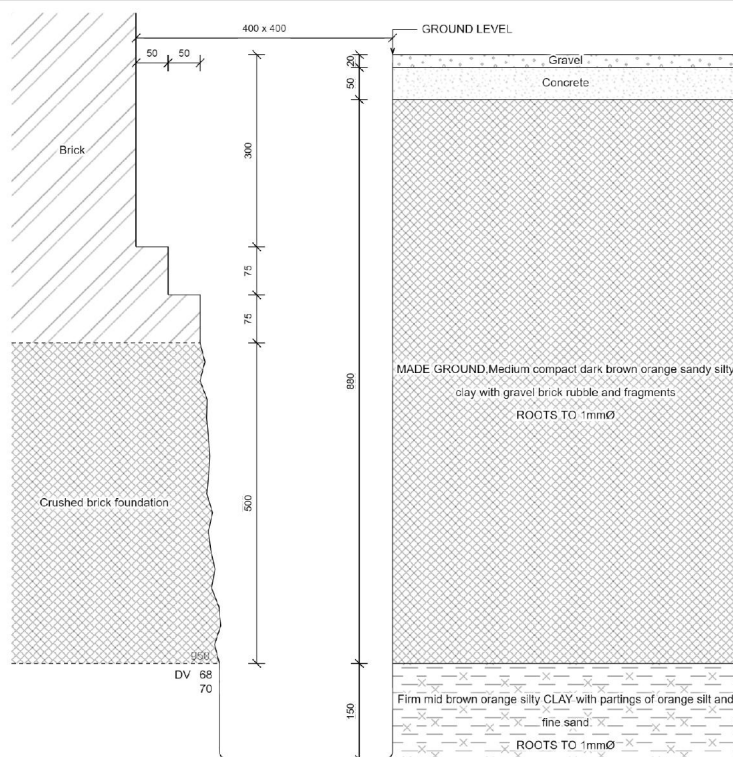 400 x 400
GROUND LEVEL
50
50
20
Gravel
50
Concrete
Brick
300
75
75
MADE GROUND,Medium compact dark brown orange sandy silty
clay with gravel brick rubble and fragments
ROOTS TO 1mmØ
880
Crushed brick foundation
500
950
DV 68
70
150
Firm mid brown orange silty CLAY with partings of orange silt and
fine sand
ROOTS TO 1mmØ